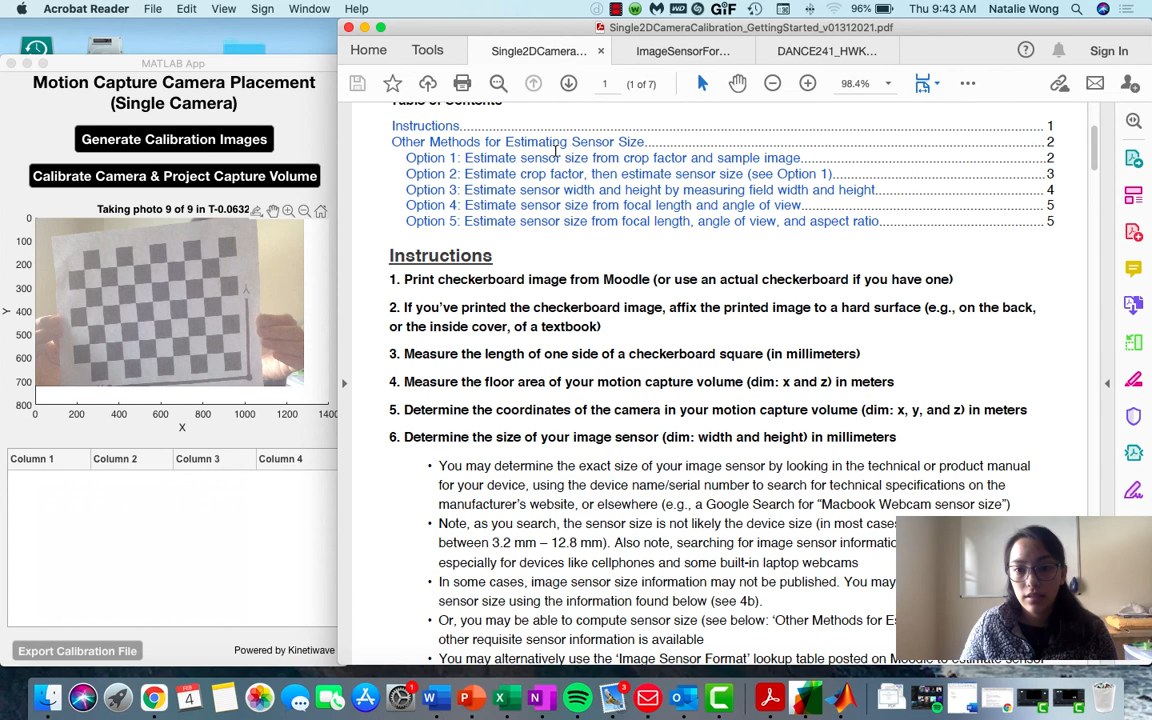 Acrobat Reader File Edit View Sign Window Help
GIF 96% Thu 9:43 AM Natalie Wong
MATLAB App
Motion Capture Camera Placement
(Single Camera)
Generate Calibration Images
Calibrate Camera & Project Capture Volume
Taking photo 9 of 9 in T-0.0632
0
100
200
300
400
500
600
700
800
Y
0 200 400 600 800 1000 1200 1400
X
Column 1 Column 2 Column 3 Column 4
Export Calibration File
Powered by Kinetiwave
Single2DCameraCalibration_GettingStarted_v01312021.pdf
Home Tools Single2DCamera... × ImageSensorFor... DANCE241_HWK... Sign In
1 (1 of 7) 98.4%
Table of Contents
Instructions 1
Other Methods for Estimating Sensor Size 2
Option 1: Estimate sensor size from crop factor and sample image 2
Option 2: Estimate crop factor, then estimate sensor size (see Option 1) 3
Option 3: Estimate sensor width and height by measuring field width and height 4
Option 4: Estimate sensor size from focal length and angle of view 5
Option 5: Estimate sensor size from focal length, angle of view, and aspect ratio 5
Instructions
1. Print checkerboard image from Moodle (or use an actual checkerboard if you have one)
2. If you've printed the checkerboard image, affix the printed image to a hard surface (e.g., on the back,
or the inside cover, of a textbook)
3. Measure the length of one side of a checkerboard square (in millimeters)
4. Measure the floor area of your motion capture volume (dim: x and z) in meters
5. Determine the coordinates of the camera in your motion capture volume (dim: x, y, and z) in meters
6. Determine the size of your image sensor (dim: width and height) in millimeters
• You may determine the exact size of your image sensor by looking in the technical or product manual
for your device, using the device name/serial number to search for technical specifications on the
manufacturer's website, or elsewhere (e.g., a Google Search for "Macbook Webcam sensor size")
• Note, as you search, the sensor size is not likely the device size (in most cases
between 3.2 mm – 12.8 mm). Also note, searching for image sensor
especially for devices like cellphones and some built-in laptop webcams
• In some cases, image sensor size information may not be published. You may
sensor size using the information found below (see 4b).
• Or, you may be able to compute sensor size (see below: 'Other Methods for
other requisite sensor information is available
• You may alternatively use the 'Image Sensor Format' lookup table posted on Moodle to estimate sensor
FEB
4
1
3